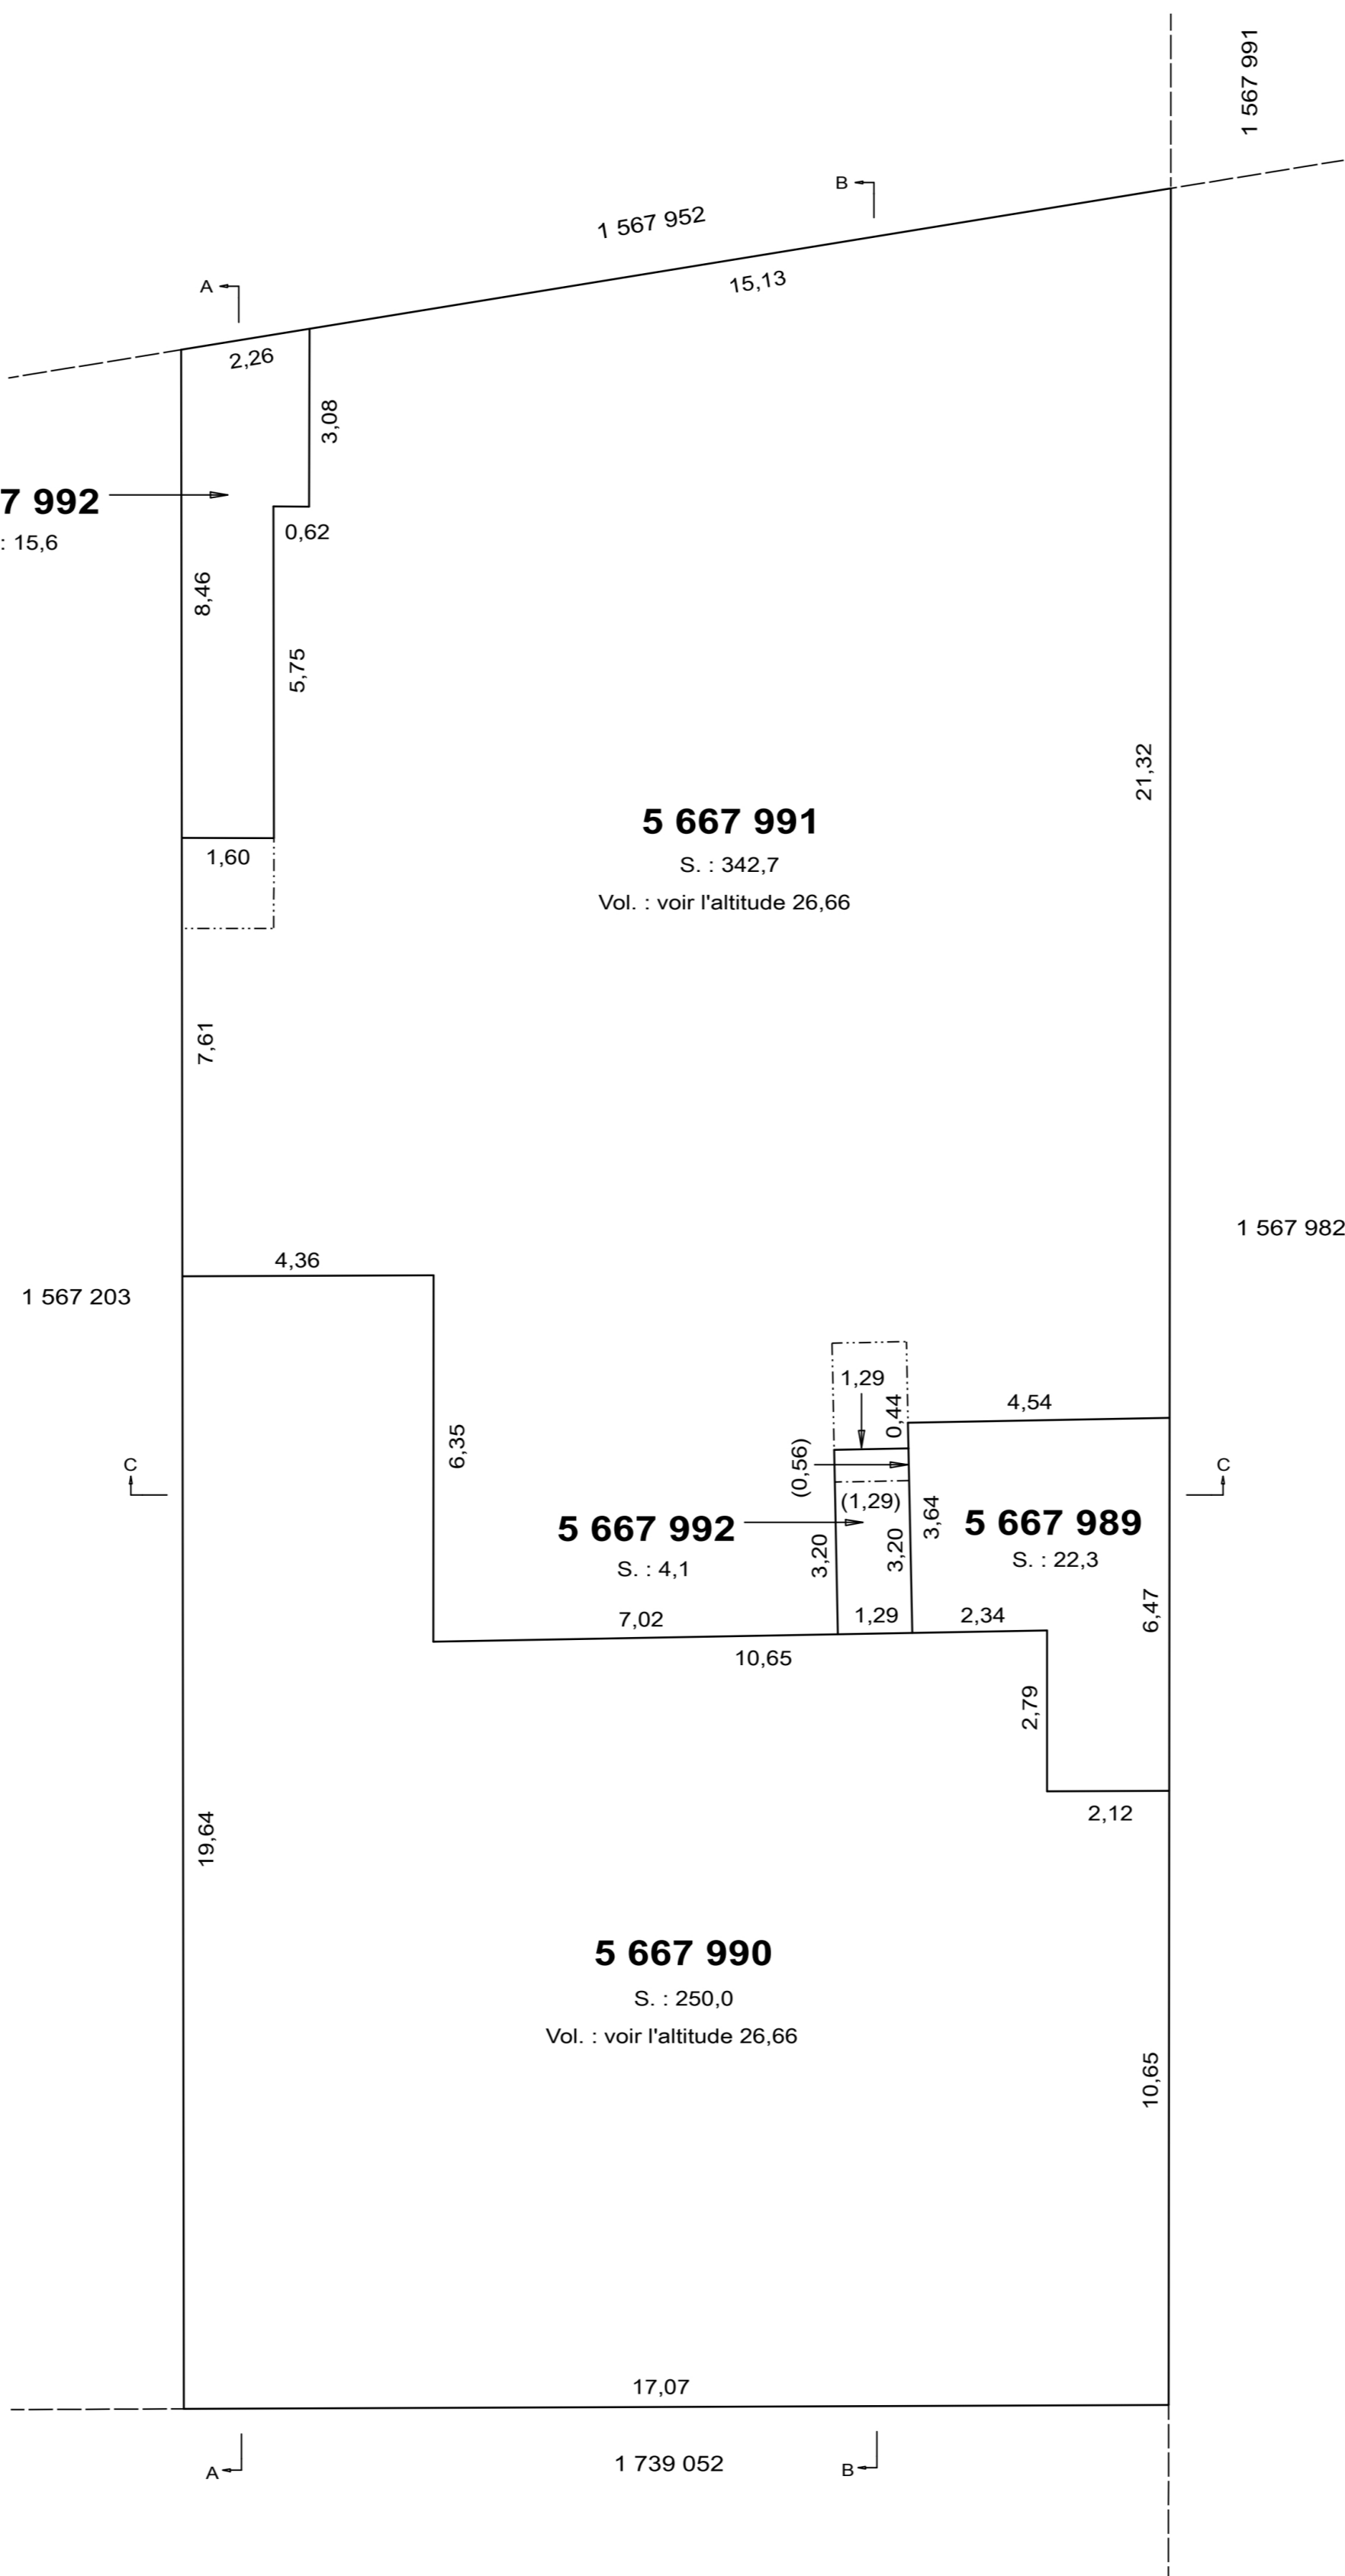 1 567 991
B
1 567 952
15,13
A
2,26
3,08
7 992
: 15,6
0,62
8,46
5,75
21,32
5 667 991
S. : 342,7
Vol. : voir l'altitude 26,66
1,60
7,61
1 567 982
4,36
1 567 203
1,29
0,44
4,54
6,35
(0,56)
C
C
(1,29)
3,64
5 667 992
S. : 4,1
3,20
3,20
5 667 989
S. : 22,3
6,47
7,02
1,29
2,34
10,65
2,79
2,12
19,64
5 667 990
S. : 250,0
Vol. : voir l'altitude 26,66
10,65
17,07
A
1 739 052
B